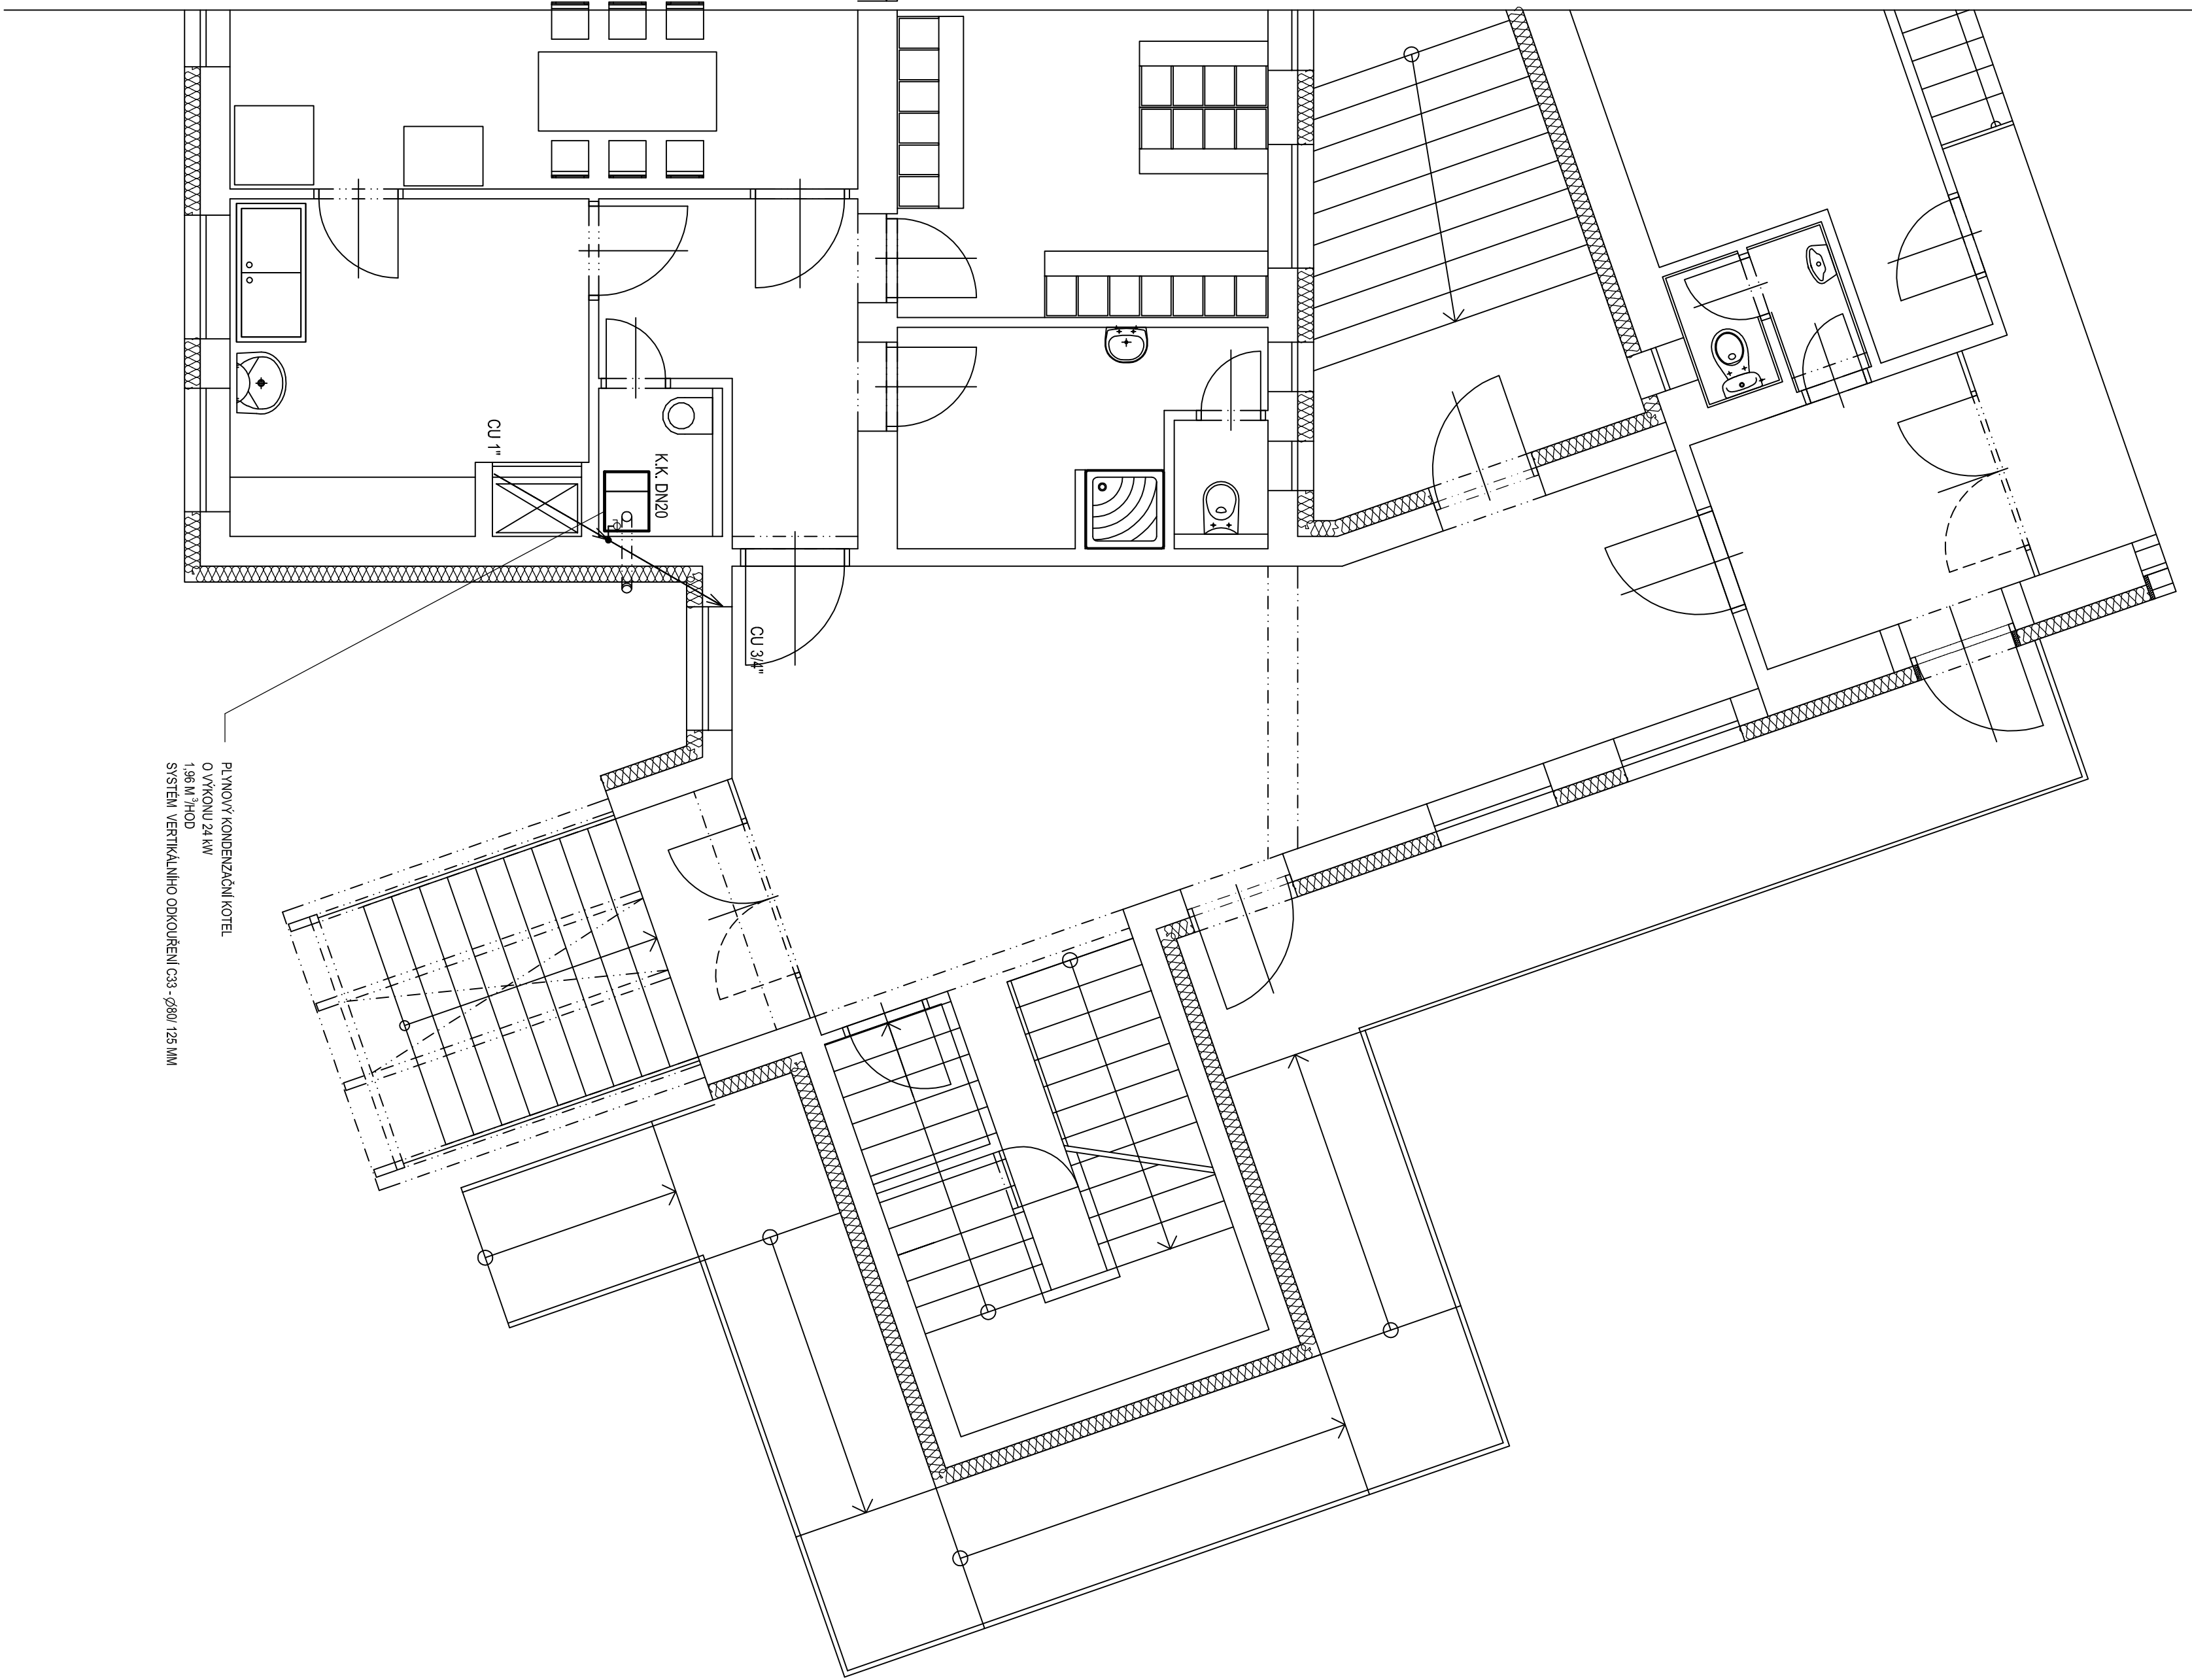 CU 1"
K.K. DN20
CU 3/4"
PLYNOVÝ KONDENZAČNÍ KOTEL
O VÝKONU 24 kW
1,96 M³/HOD
SYSTÉM VERTIKÁLNÍHO ODKOUŘENÍ C33 - Ø80/ 125 MM